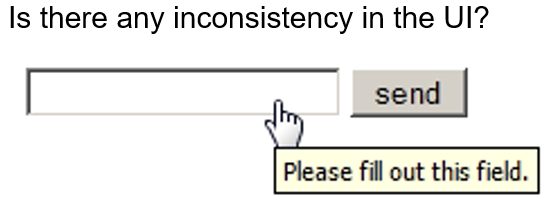 Is there any inconsistency in the UI?
send
Please fill out this field.